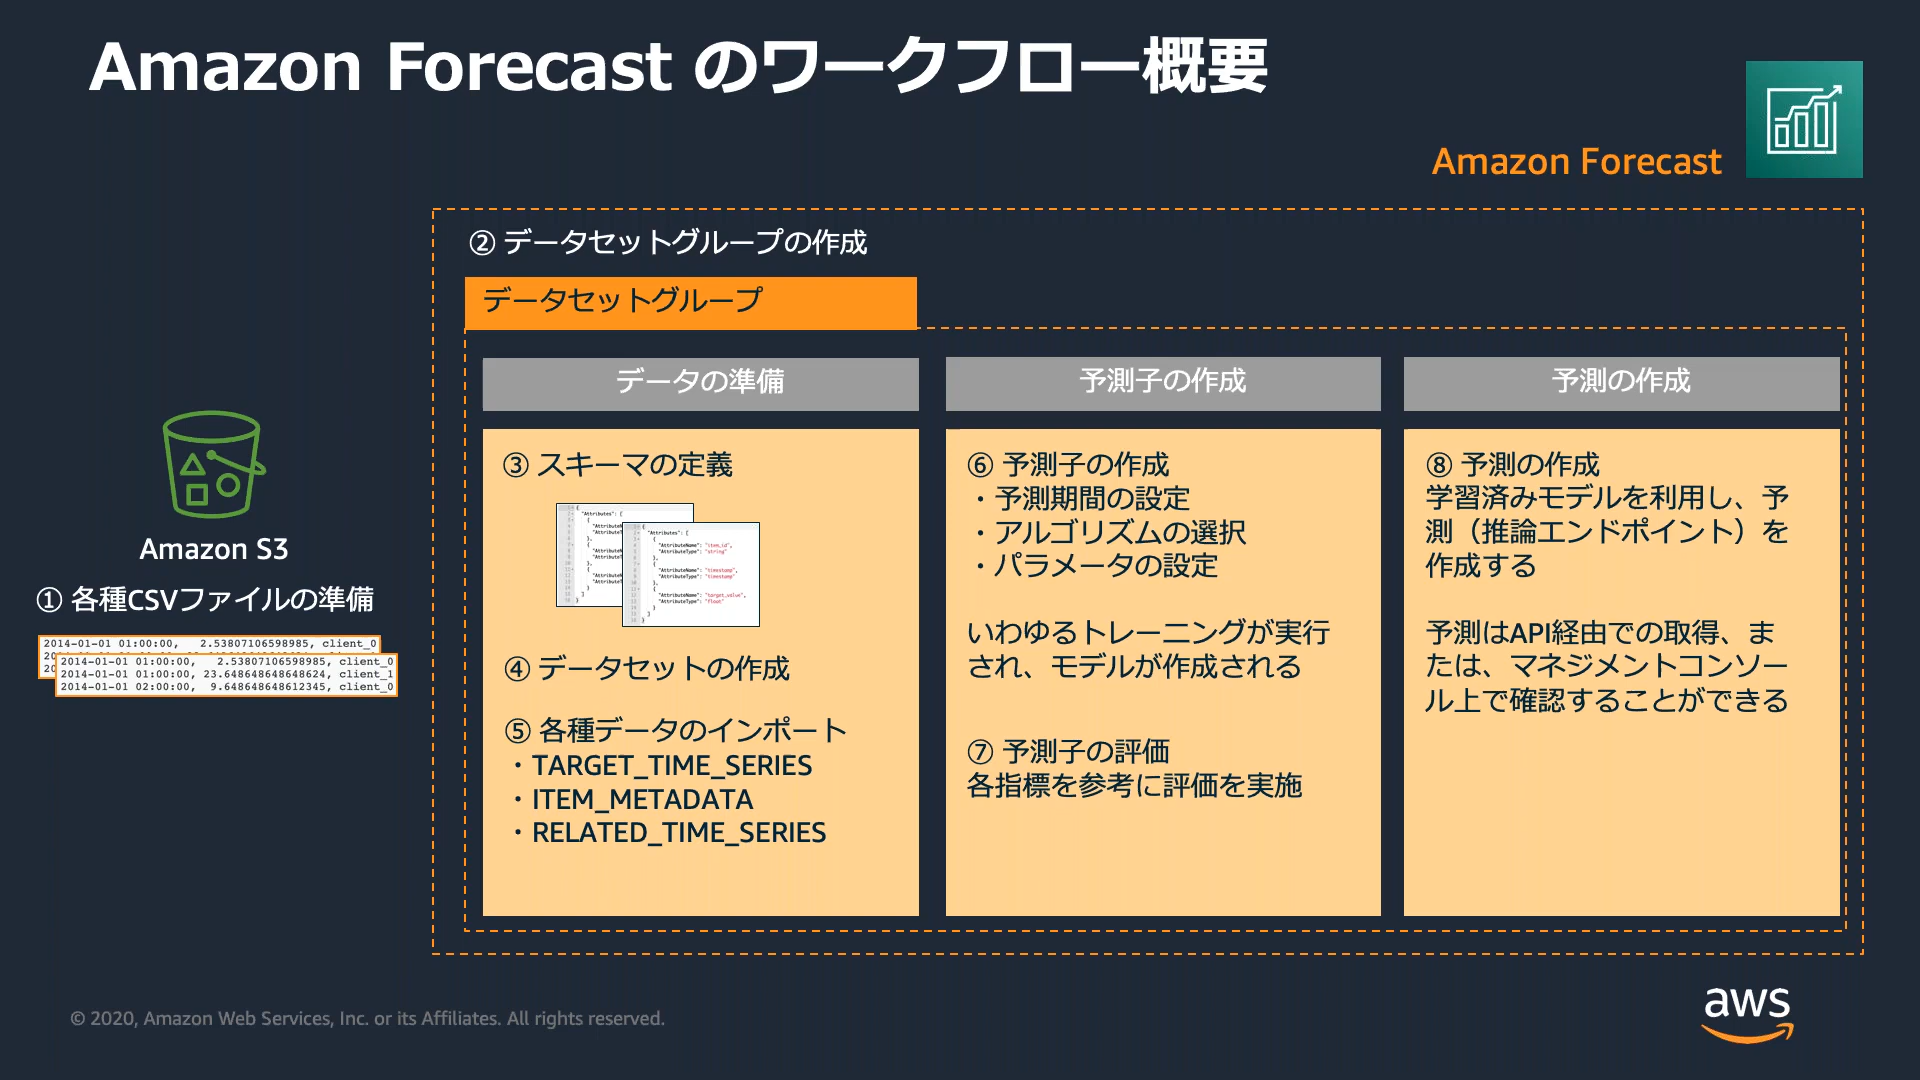 Amazon Forecast のワークフロー概要
Amazon Forecast
② データセットグループの作成
データセットグループ
データの準備
予測子の作成
予測の作成
Amazon S3
① 各種CSVファイルの準備
2014-01-01 01:00:00, 2.53807106598985, client_0
2014-01-01 01:00:00, 2.53807106598985, client_0
2014-01-01 01:00:00, 23.648648648648624, client_1
2014-01-01 02:00:00, 9.648648648612345, client_0
③ スキーマの定義
"Attributes": [
"Attributes": [
"AttributeName": "item_id",
"AttributeType": "string"
"AttributeName": "timestamp",
"AttributeType": "timestamp"
"AttributeName": "target_value",
"AttributeType": "float"
④ データセットの作成
⑤ 各種データのインポート
・TARGET_TIME_SERIES
・ITEM_METADATA
・RELATED_TIME_SERIES
⑥ 予測子の作成
・予測期間の設定
・アルゴリズムの選択
・パラメータの設定
いわゆるトレーニングが実行
され、モデルが作成される
⑦ 予測子の評価
各指標を参考に評価を実施
⑧ 予測の作成
学習済みモデルを利用し、予
測（推論エンドポイント）を
作成する
予測はAPI経由での取得、ま
たは、マネジメントコンソー
ル上で確認することができる
© 2020, Amazon Web Services, Inc. or its Affiliates. All rights reserved.
aws